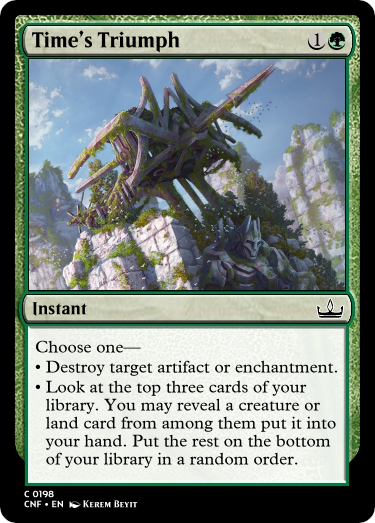 Time's Triumph 1
Instant
Choose one—
• Destroy target artifact or enchantment.
• Look at the top three cards of your
library. You may reveal a creature or
land card from among them put it into
your hand. Put the rest on the bottom
of your library in a random order.
C 0198
CNF • EN Kerem Beyit